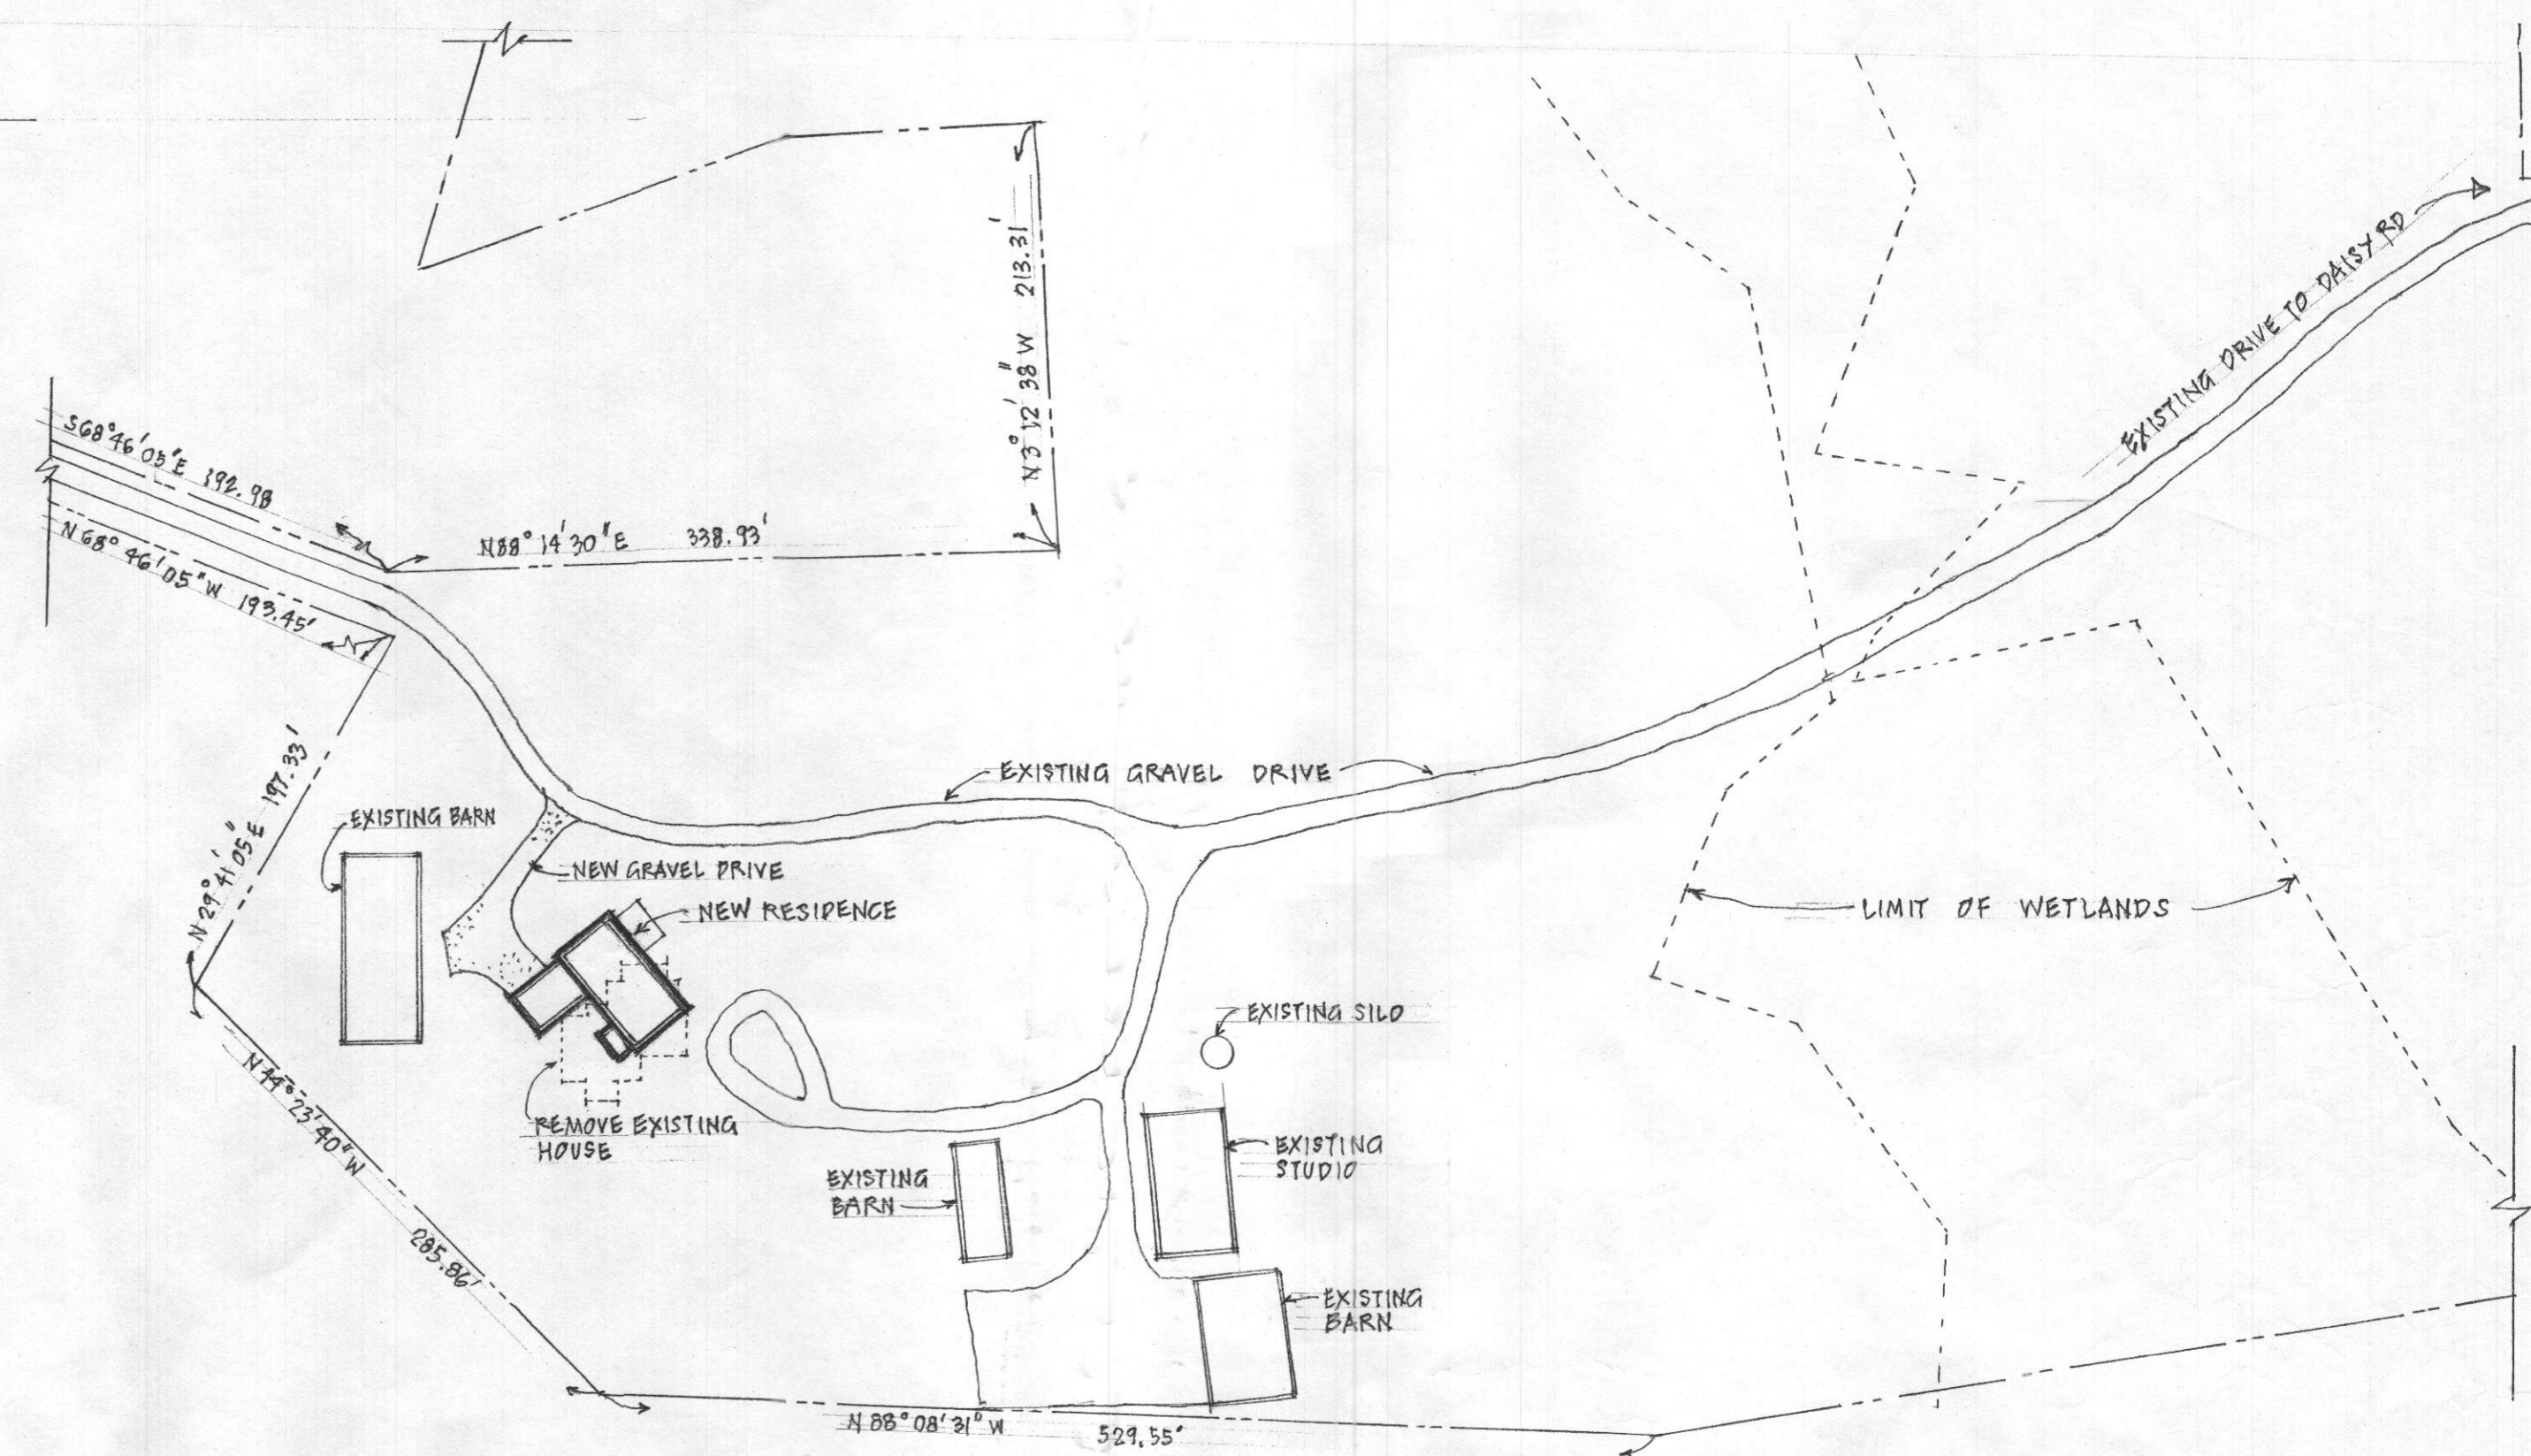 N3°12'38"W 213.31'
EXISTING DRIVE TO DAISY RD
S68°46'05"E 392.98
N88°14'30"E 338.93'
N68°46'05"W 193.45'
N29°41'05"E 197.33'
EXISTING GRAVEL DRIVE
EXISTING BARN
NEW GRAVEL DRIVE
NEW RESIDENCE
LIMIT OF WETLANDS
EXISTING SILO
N44°23'40"W 285.86'
REMOVE EXISTING
HOUSE
EXISTING
STUDIO
EXISTING
BARN
EXISTING
BARN
N88°08'31"W 529.55'